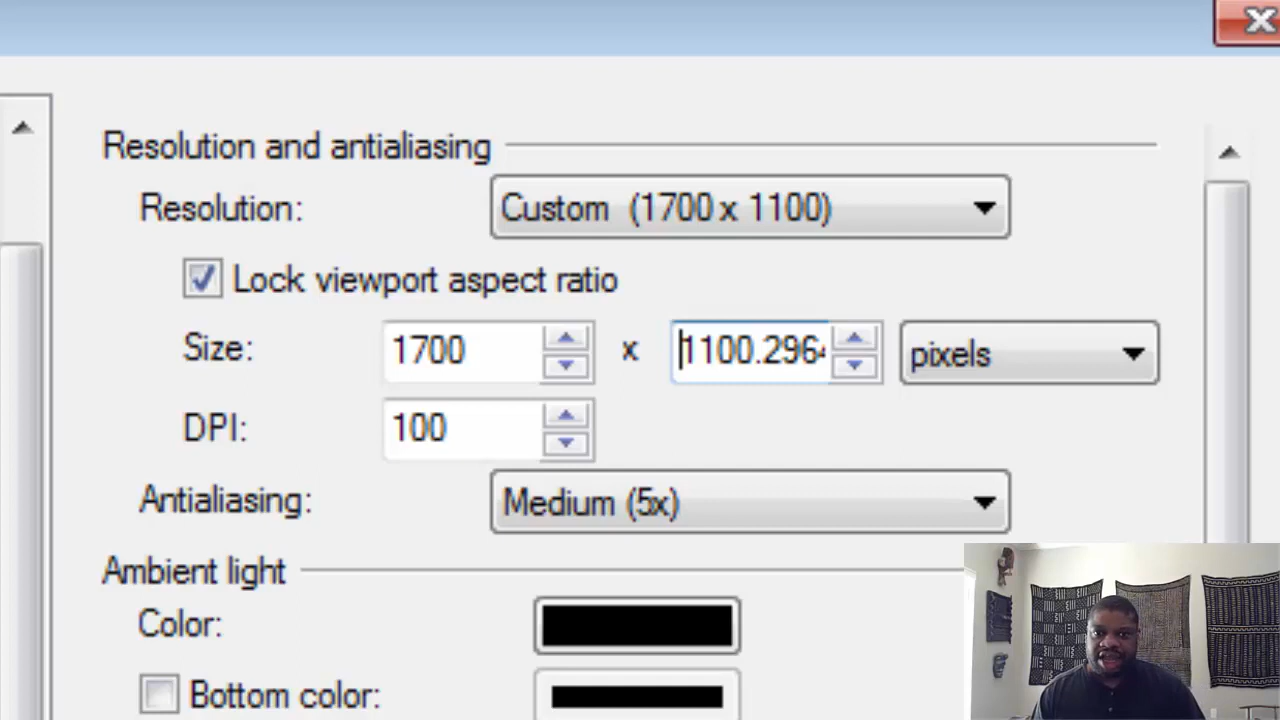 Resolution and antialiasing
Resolution: Custom (1700 x 1100)
Lock viewport aspect ratio
Size: 1700 x 1100.296 pixels
DPI: 100
Antialiasing: Medium (5x)
Ambient light
Color:
Bottom color: